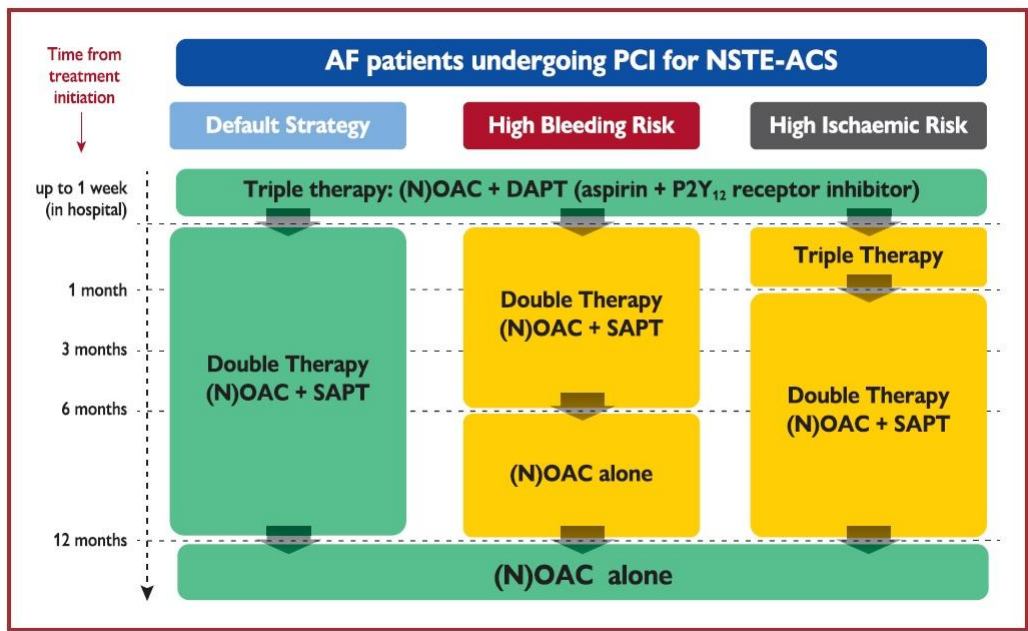 Time from
treatment
initiation
AF patients undergoing PCI for NSTE-ACS
Default Strategy
High Bleeding Risk
High Ischaemic Risk
up to 1 week
(in hospital)
Triple therapy: (N)OAC + DAPT (aspirin + P2Y₁₂ receptor inhibitor)
Triple Therapy
1 month
Double Therapy
(N)OAC + SAPT
3 months
Double Therapy
(N)OAC + SAPT
Double Therapy
(N)OAC + SAPT
6 months
(N)OAC alone
12 months
(N)OAC alone